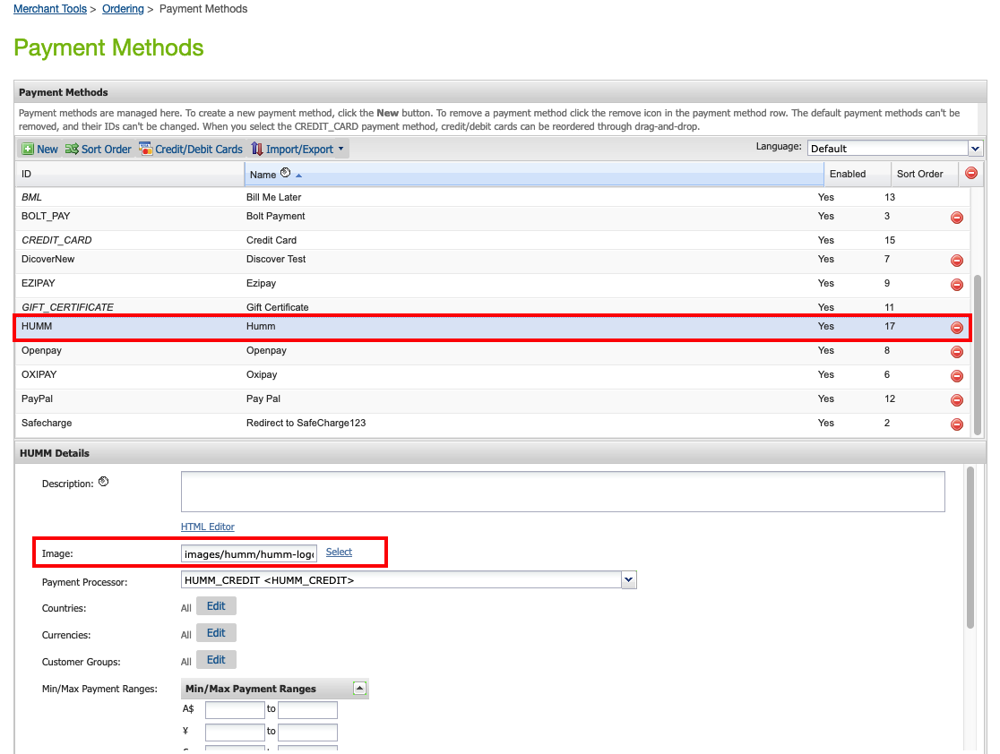 Merchant Tools > Ordering > Payment Methods
Payment Methods
Payment Methods
Payment methods are managed here. To create a new payment method, click the New button. To remove a payment method click the remove icon in the payment method row. The default payment methods can't be
removed, and their IDs can't be changed. When you select the CREDIT_CARD payment method, credit/debit cards can be reordered through drag-and-drop.
New Sort Order Credit/Debit Cards Import/Export Language: Default
ID Name Enabled Sort Order
BML Bill Me Later Yes 13
BOLT_PAY Bolt Payment Yes 3
CREDIT_CARD Credit Card Yes 15
DicoverNew Discover Test Yes 7
EZIPAY Ezipay Yes 9
GIFT_CERTIFICATE Gift Certificate Yes 11
HUMM Humm Yes 17
Openpay Openpay Yes 8
OXIPAY Oxipay Yes 6
PayPal Pay Pal Yes 12
Safecharge Redirect to SafeCharge123 Yes 2
HUMM Details
Description:
HTML Editor
Image: images/humm/humm-logo Select
Payment Processor: HUMM_CREDIT <HUMM_CREDIT>
Countries: All Edit
Currencies: All Edit
Customer Groups: All Edit
Min/Max Payment Ranges: Min/Max Payment Ranges
A$ to
¥ to